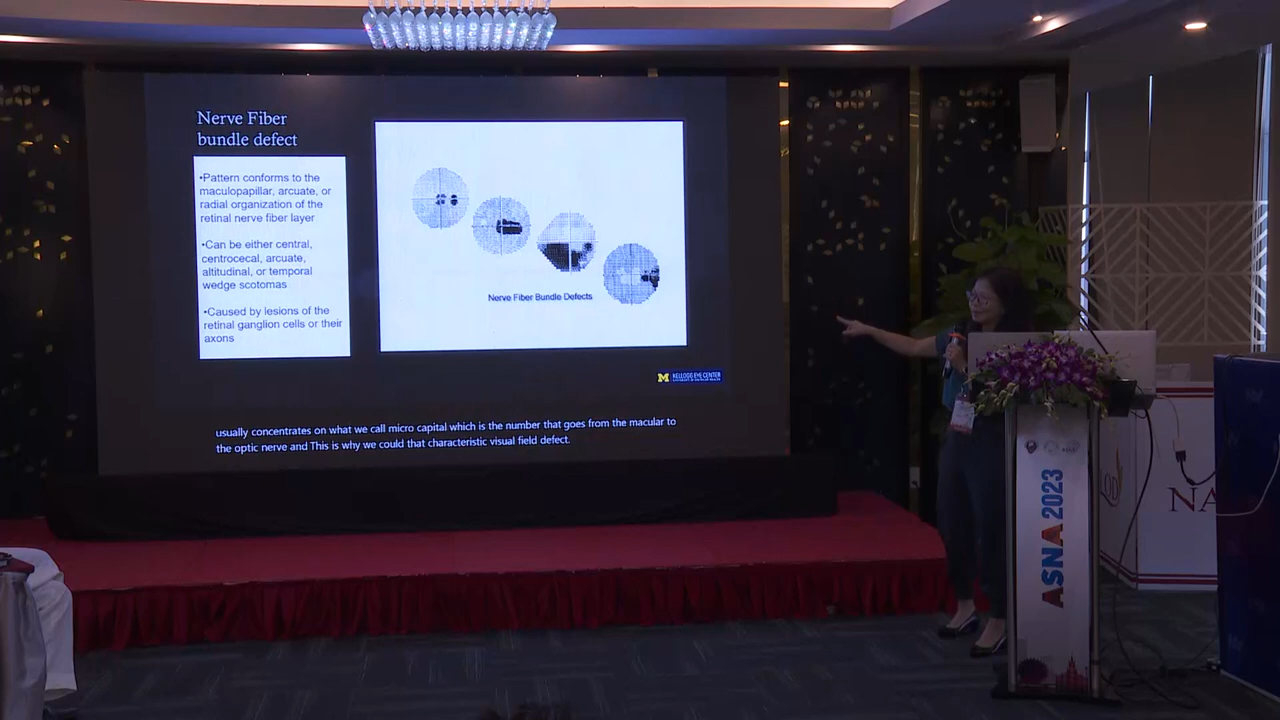 Nerve Fiber
bundle defect
•Pattern conforms to the
maculopapillar, arcuate, or
radial organization of the
retinal nerve fiber layer
•Can be either central,
centrocecal, arcuate,
altitudinal, or temporal
wedge scotomas
•Caused by lesions of the
retinal ganglion cells or their
axons
Nerve Fiber Bundle Defects
M KELLOGG EYE CENTER
usually concentrates on what we call micro capital which is the number that goes from the macular to
the optic nerve and This is why we could that characteristic visual field defect.
ASNA 2023
NA